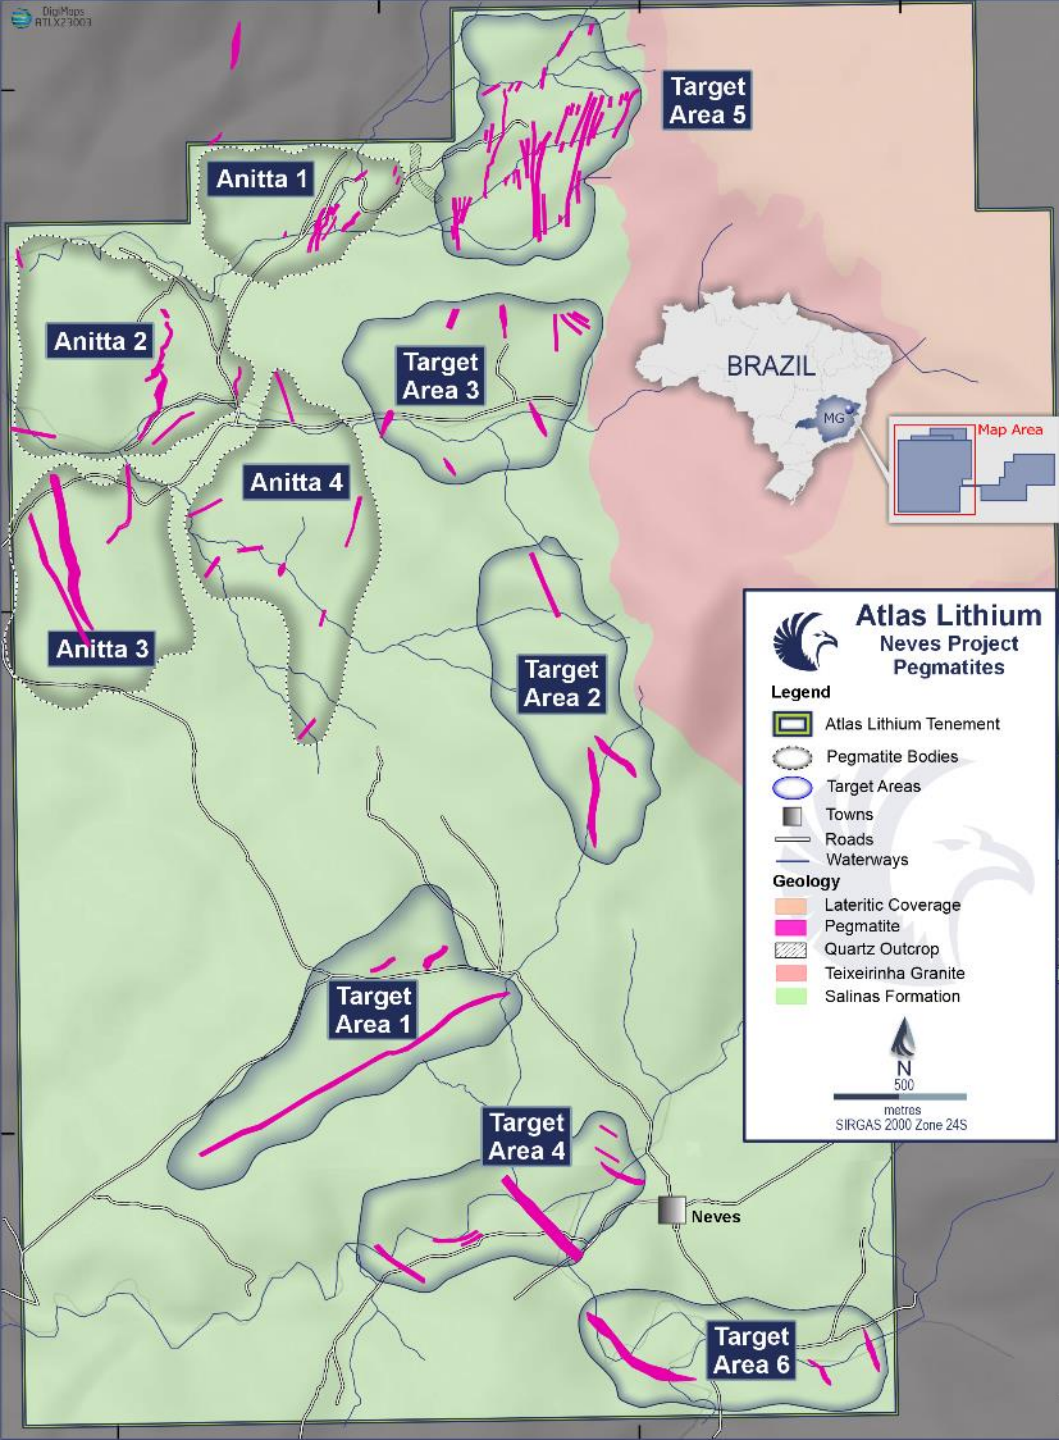 DigiMaps
ATLX23003
Target
Area 5
Anitta 1
Anitta 2
Target
Area 3
BRAZIL
MG
Map Area
Anitta 4
Anitta 3
Target
Area 2
Atlas Lithium
Neves Project
Pegmatites
Legend
Atlas Lithium Tenement
Pegmatite Bodies
Target Areas
Towns
Roads
Waterways
Geology
Lateritic Coverage
Pegmatite
Quartz Outcrop
Teixeirinha Granite
Salinas Formation
N
500
metres
SIRGAS 2000 Zone 24S
Target
Area 1
Target
Area 4
Neves
Target
Area 6